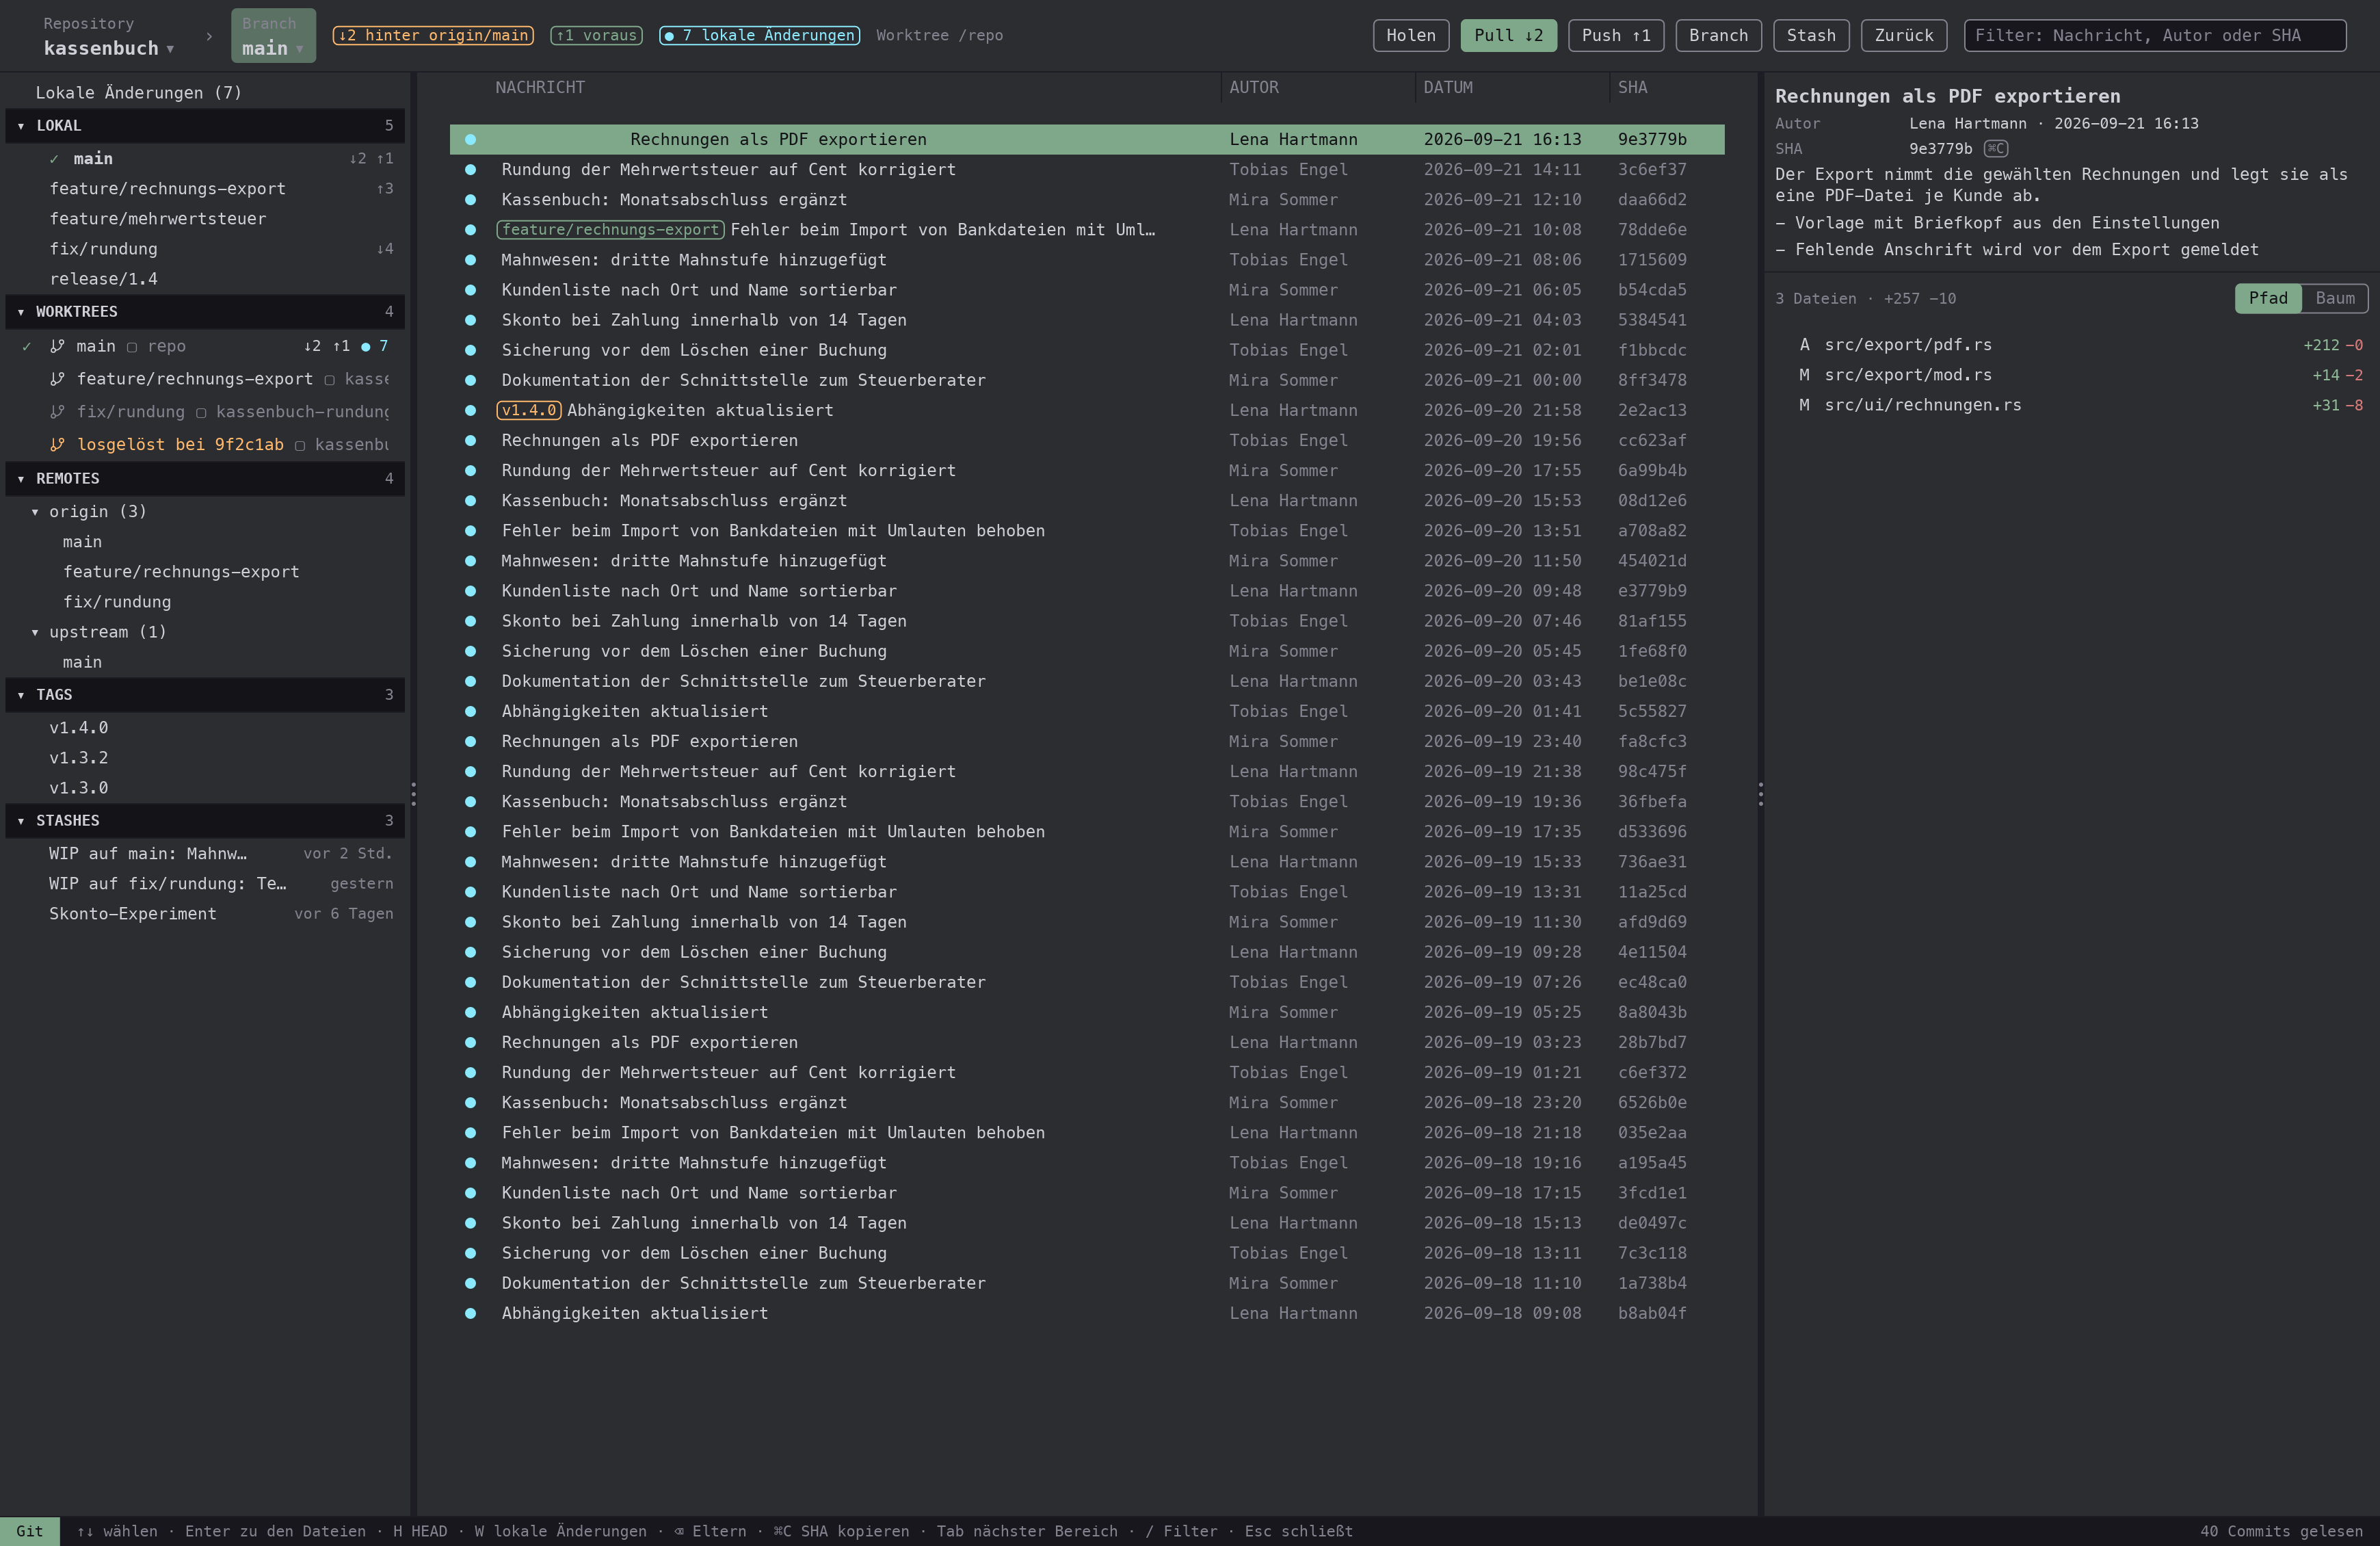 Repository
kassenbuch ▾
›
Branch
main ▾
↓2 hinter origin/main
↑1 voraus
● 7 lokale Änderungen
Worktree /repo
Holen
Pull ↓2
Push ↑1
Branch
Stash
Zurück
Filter: Nachricht, Autor oder SHA
Lokale Änderungen (7)
▾ LOKAL 5
✓ main ↓2 ↑1
feature/rechnungs-export ↑3
feature/mehrwertsteuer
fix/rundung ↓4
release/1.4
▾ WORKTREES 4
✓ main ▢ repo ↓2 ↑1 ● 7
feature/rechnungs-export ▢ kasse
fix/rundung ▢ kassenbuch-rundung
losgelöst bei 9f2c1ab ▢ kassenbu
▾ REMOTES 4
▾ origin (3)
main
feature/rechnungs-export
fix/rundung
▾ upstream (1)
main
▾ TAGS 3
v1.4.0
v1.3.2
v1.3.0
▾ STASHES 3
WIP auf main: Mahnw… vor 2 Std.
WIP auf fix/rundung: Te… gestern
Skonto-Experiment vor 6 Tagen
NACHRICHT AUTOR DATUM SHA
Rechnungen als PDF exportieren Lena Hartmann 2026-09-21 16:13 9e3779b
Rundung der Mehrwertsteuer auf Cent korrigiert Tobias Engel 2026-09-21 14:11 3c6ef37
Kassenbuch: Monatsabschluss ergänzt Mira Sommer 2026-09-21 12:10 daa66d2
feature/rechnungs-export Fehler beim Import von Bankdateien mit Uml… Lena Hartmann 2026-09-21 10:08 78dde6e
Mahnwesen: dritte Mahnstufe hinzugefügt Tobias Engel 2026-09-21 08:06 1715609
Kundenliste nach Ort und Name sortierbar Mira Sommer 2026-09-21 06:05 b54cda5
Skonto bei Zahlung innerhalb von 14 Tagen Lena Hartmann 2026-09-21 04:03 5384541
Sicherung vor dem Löschen einer Buchung Tobias Engel 2026-09-21 02:01 f1bbcdc
Dokumentation der Schnittstelle zum Steuerberater Mira Sommer 2026-09-21 00:00 8ff3478
v1.4.0 Abhängigkeiten aktualisiert Lena Hartmann 2026-09-20 21:58 2e2ac13
Rechnungen als PDF exportieren Tobias Engel 2026-09-20 19:56 cc623af
Rundung der Mehrwertsteuer auf Cent korrigiert Mira Sommer 2026-09-20 17:55 6a99b4b
Kassenbuch: Monatsabschluss ergänzt Lena Hartmann 2026-09-20 15:53 08d12e6
Fehler beim Import von Bankdateien mit Umlauten behoben Tobias Engel 2026-09-20 13:51 a708a82
Mahnwesen: dritte Mahnstufe hinzugefügt Mira Sommer 2026-09-20 11:50 454021d
Kundenliste nach Ort und Name sortierbar Lena Hartmann 2026-09-20 09:48 e3779b9
Skonto bei Zahlung innerhalb von 14 Tagen Tobias Engel 2026-09-20 07:46 81af155
Sicherung vor dem Löschen einer Buchung Mira Sommer 2026-09-20 05:45 1fe68f0
Dokumentation der Schnittstelle zum Steuerberater Lena Hartmann 2026-09-20 03:43 be1e08c
Abhängigkeiten aktualisiert Tobias Engel 2026-09-20 01:41 5c55827
Rechnungen als PDF exportieren Mira Sommer 2026-09-19 23:40 fa8cfc3
Rundung der Mehrwertsteuer auf Cent korrigiert Lena Hartmann 2026-09-19 21:38 98c475f
Kassenbuch: Monatsabschluss ergänzt Tobias Engel 2026-09-19 19:36 36fbefa
Fehler beim Import von Bankdateien mit Umlauten behoben Mira Sommer 2026-09-19 17:35 d533696
Mahnwesen: dritte Mahnstufe hinzugefügt Lena Hartmann 2026-09-19 15:33 736ae31
Kundenliste nach Ort und Name sortierbar Tobias Engel 2026-09-19 13:31 11a25cd
Skonto bei Zahlung innerhalb von 14 Tagen Mira Sommer 2026-09-19 11:30 afd9d69
Sicherung vor dem Löschen einer Buchung Lena Hartmann 2026-09-19 09:28 4e11504
Dokumentation der Schnittstelle zum Steuerberater Tobias Engel 2026-09-19 07:26 ec48ca0
Abhängigkeiten aktualisiert Mira Sommer 2026-09-19 05:25 8a8043b
Rechnungen als PDF exportieren Lena Hartmann 2026-09-19 03:23 28b7bd7
Rundung der Mehrwertsteuer auf Cent korrigiert Tobias Engel 2026-09-19 01:21 c6ef372
Kassenbuch: Monatsabschluss ergänzt Mira Sommer 2026-09-18 23:20 6526b0e
Fehler beim Import von Bankdateien mit Umlauten behoben Lena Hartmann 2026-09-18 21:18 035e2aa
Mahnwesen: dritte Mahnstufe hinzugefügt Tobias Engel 2026-09-18 19:16 a195a45
Kundenliste nach Ort und Name sortierbar Mira Sommer 2026-09-18 17:15 3fcd1e1
Skonto bei Zahlung innerhalb von 14 Tagen Lena Hartmann 2026-09-18 15:13 de0497c
Sicherung vor dem Löschen einer Buchung Tobias Engel 2026-09-18 13:11 7c3c118
Dokumentation der Schnittstelle zum Steuerberater Mira Sommer 2026-09-18 11:10 1a738b4
Abhängigkeiten aktualisiert Lena Hartmann 2026-09-18 09:08 b8ab04f
Rechnungen als PDF exportieren
Autor Lena Hartmann · 2026-09-21 16:13
SHA 9e3779b ⌘C
Der Export nimmt die gewählten Rechnungen und legt sie als
eine PDF-Datei je Kunde ab.
– Vorlage mit Briefkopf aus den Einstellungen
– Fehlende Anschrift wird vor dem Export gemeldet
3 Dateien · +257 −10
Pfad Baum
A src/export/pdf.rs +212 −0
M src/export/mod.rs +14 −2
M src/ui/rechnungen.rs +31 −8
Git ↑↓ wählen · Enter zu den Dateien · H HEAD · W lokale Änderungen · ⌫ Eltern · ⌘C SHA kopieren · Tab nächster Bereich · / Filter · Esc schließt
40 Commits gelesen